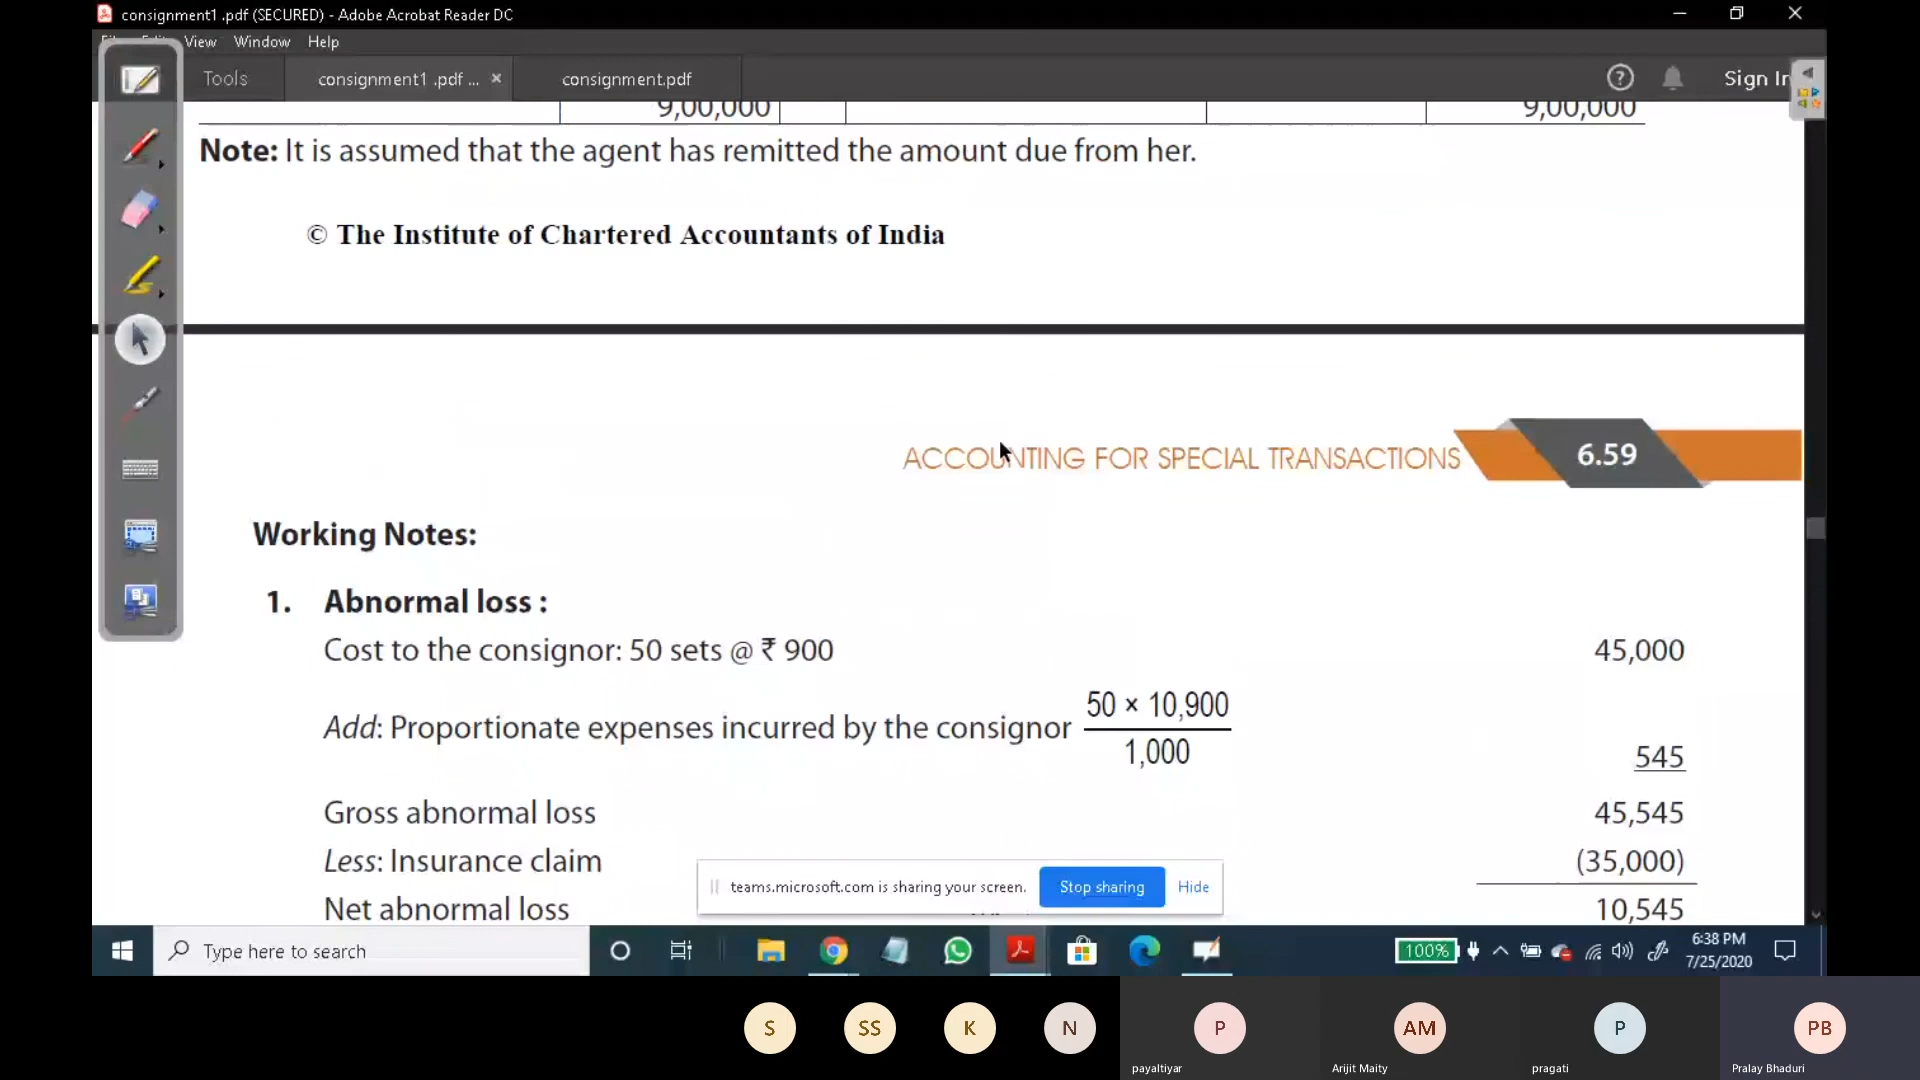 consignment1 .pdf (SECURED) - Adobe Acrobat Reader DC
View Window Help
Tools consignment1 .pdf ... × consignment.pdf Sign In
9,00,000 9,00,000
Note: It is assumed that the agent has remitted the amount due from her.
© The Institute of Chartered Accountants of India
ACCOUNTING FOR SPECIAL TRANSACTIONS 6.59
Working Notes:
1. Abnormal loss :
Cost to the consignor: 50 sets @ ₹ 900 45,000
Add: Proportionate expenses incurred by the consignor 50 × 10,900
1,000
545
Gross abnormal loss 45,545
Less: Insurance claim (35,000)
teams.microsoft.com is sharing your screen. Stop sharing Hide
Net abnormal loss 10,545
Type here to search 100% 6:38 PM
7/25/2020
S SS K N P AM P PB
payaltiyar Arijit Maity pragati Pralay Bhaduri